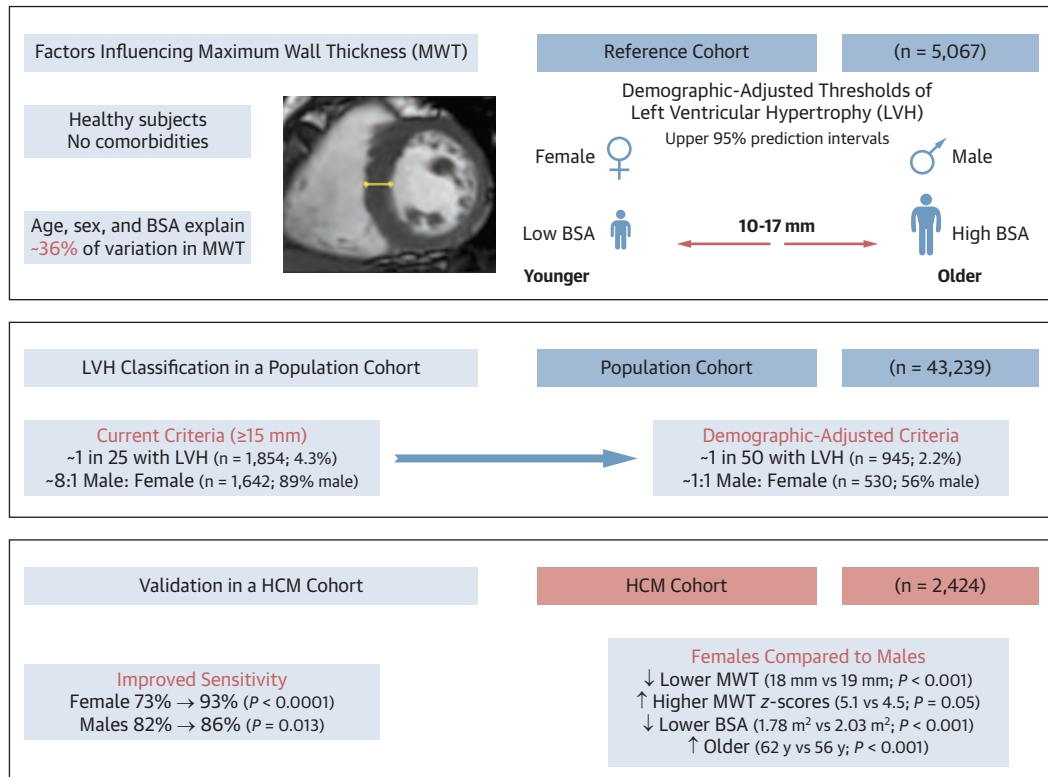 Factors Influencing Maximum Wall Thickness (MWT)
Reference Cohort
(n = 5,067)
Healthy subjects
No comorbidities
Age, sex, and BSA explain
~36% of variation in MWT
Demographic-Adjusted Thresholds of
Left Ventricular Hypertrophy (LVH)
Upper 95% prediction intervals
Female
Male
Low BSA
10-17 mm
High BSA
Younger
Older
LVH Classification in a Population Cohort
Population Cohort
(n = 43,239)
Current Criteria (≥15 mm)
~1 in 25 with LVH (n = 1,854; 4.3%)
~8:1 Male: Female (n = 1,642; 89% male)
Demographic-Adjusted Criteria
~1 in 50 with LVH (n = 945; 2.2%)
~1:1 Male: Female (n = 530; 56% male)
Validation in a HCM Cohort
HCM Cohort
(n = 2,424)
Improved Sensitivity
Female 73% → 93% (P < 0.0001)
Males 82% → 86% (P = 0.013)
Females Compared to Males
↓ Lower MWT (18 mm vs 19 mm; P < 0.001)
↑ Higher MWT z-scores (5.1 vs 4.5; P = 0.05)
↓ Lower BSA (1.78 m² vs 2.03 m²; P < 0.001)
↑ Older (62 y vs 56 y; P < 0.001)